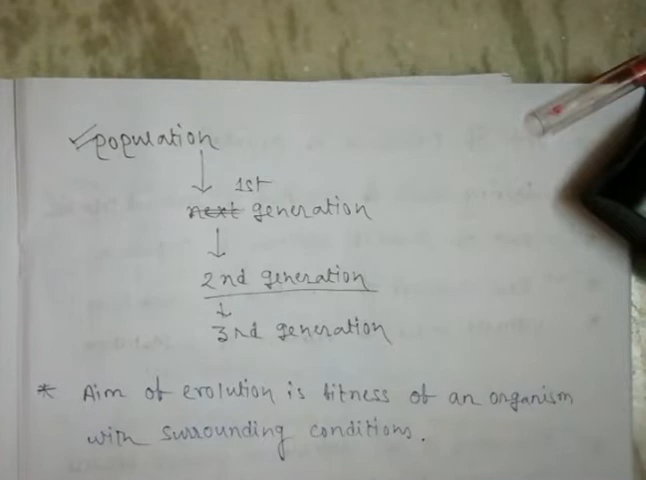 population
1st
next generation
2nd generation
3rd generation
* Aim of evolution is fitness of an organism
with surrounding conditions.